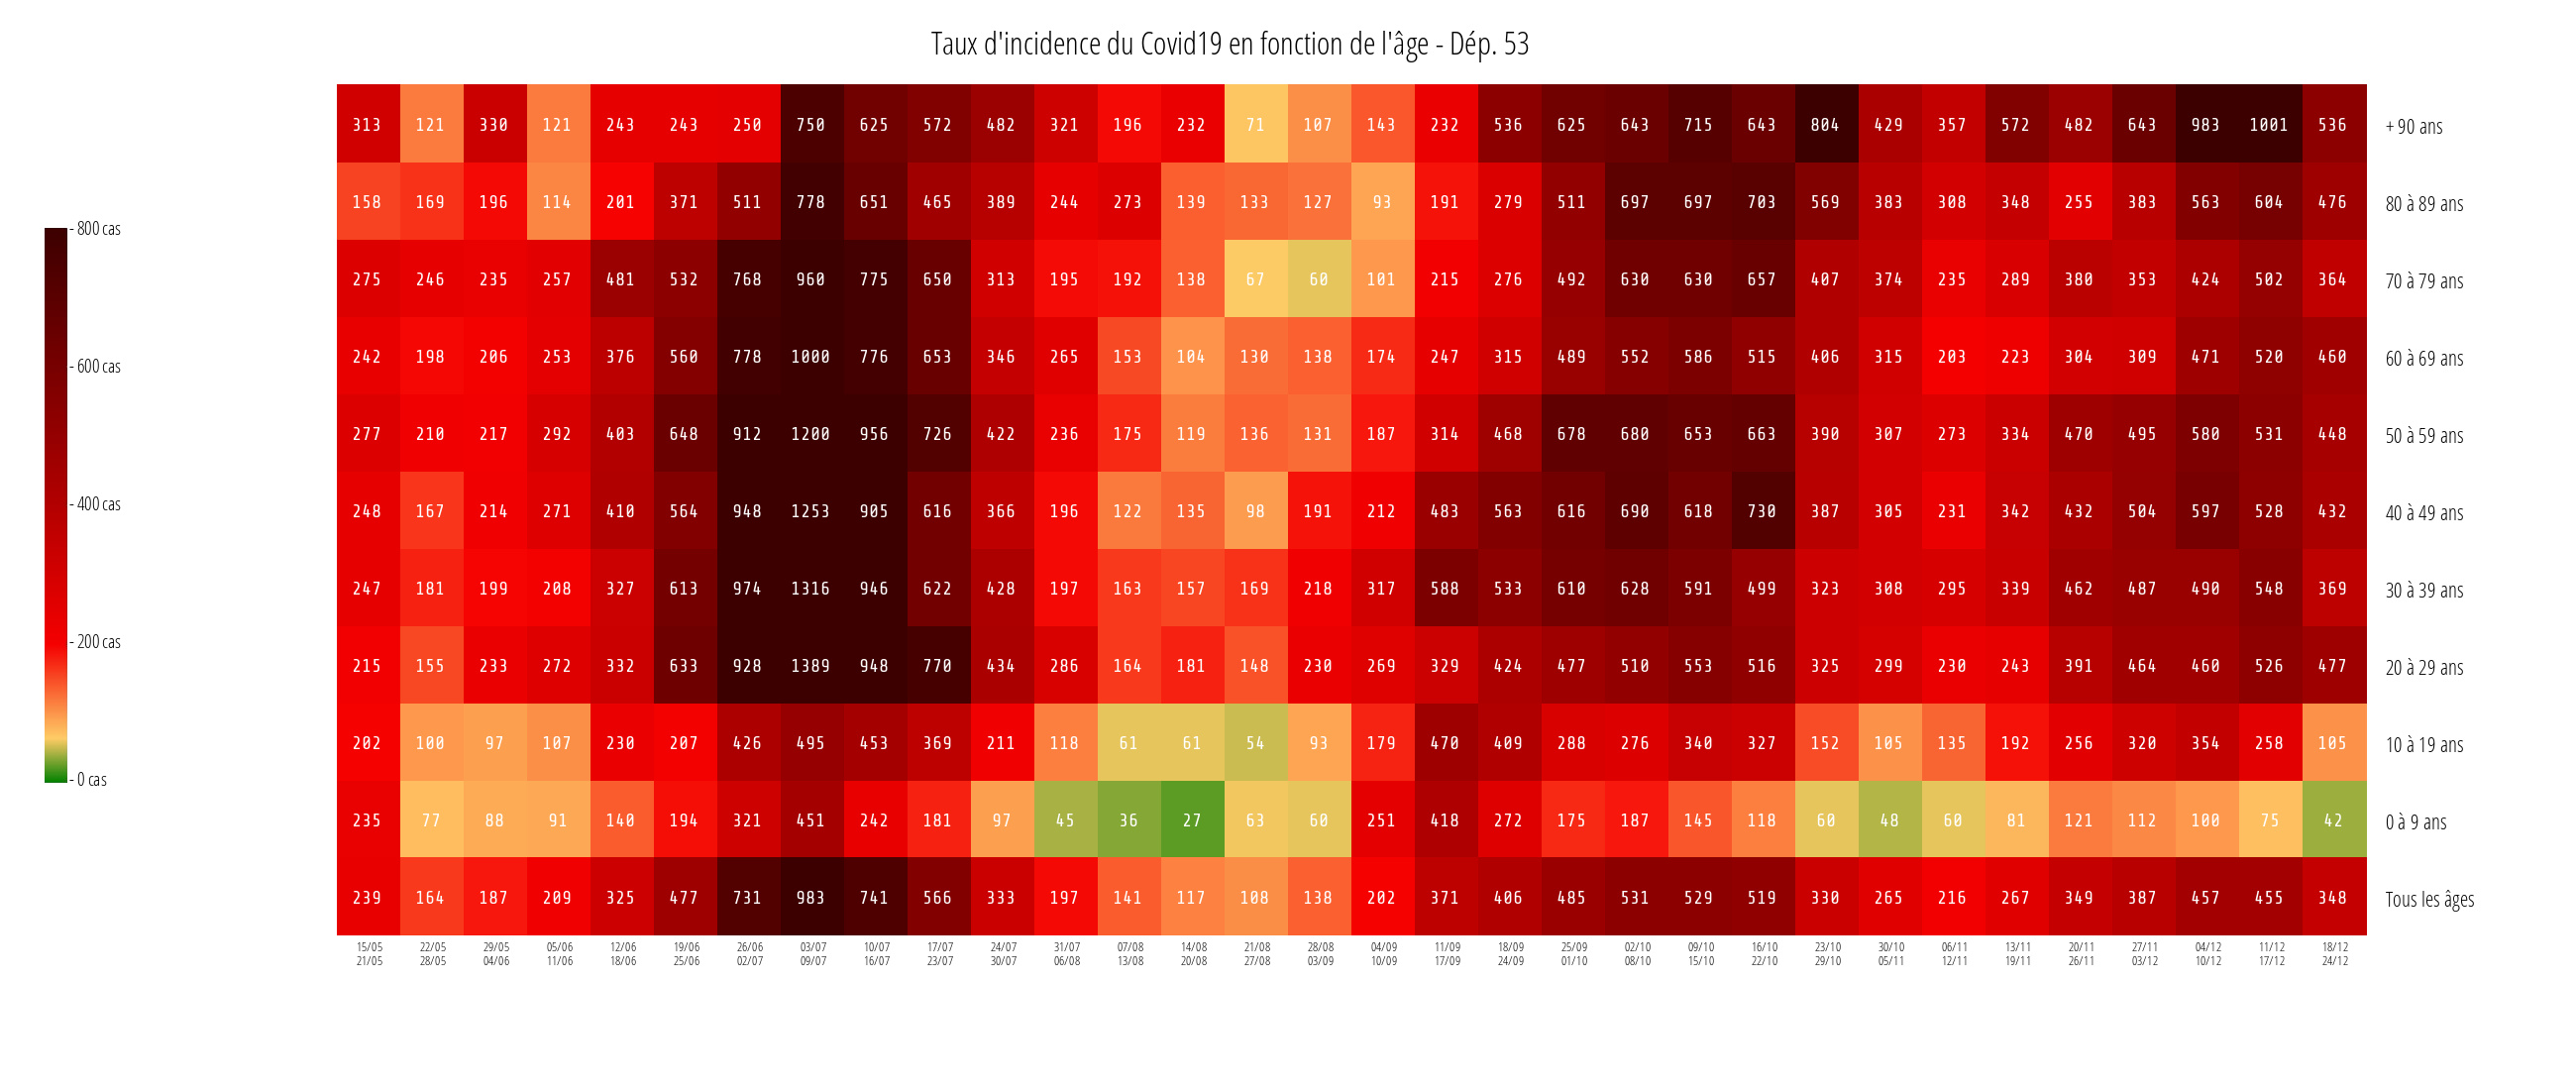 Taux d'incidence du Covid19 en fonction de l'âge - Dép. 53
313 121 330 121 243 243 250 750 625 572 482 321 196 232 71 107 143 232 536 625 643 715 643 804 429 357 572 482 643 983 1001 536 + 90 ans
158 169 196 114 201 371 511 778 651 465 389 244 273 139 133 127 93 191 279 511 697 697 703 569 383 308 348 255 383 563 604 476 80 à 89 ans
- 800 cas
275 246 235 257 481 532 768 960 775 650 313 195 192 138 67 60 101 215 276 492 630 630 657 407 374 235 289 380 353 424 502 364 70 à 79 ans
242 198 206 253 376 560 778 1000 776 653 346 265 153 104 130 138 174 247 315 489 552 586 515 406 315 203 223 304 309 471 520 460 60 à 69 ans
- 600 cas
277 210 217 292 403 648 912 1200 956 726 422 236 175 119 136 131 187 314 468 678 680 653 663 390 307 273 334 470 495 580 531 448 50 à 59 ans
- 400 cas
248 167 214 271 410 564 948 1253 905 616 366 196 122 135 98 191 212 483 563 616 690 618 730 387 305 231 342 432 504 597 528 432 40 à 49 ans
247 181 199 208 327 613 974 1316 946 622 428 197 163 157 169 218 317 588 533 610 628 591 499 323 308 295 339 462 487 490 548 369 30 à 39 ans
- 200 cas
215 155 233 272 332 633 928 1389 948 770 434 286 164 181 148 230 269 329 424 477 510 553 516 325 299 230 243 391 464 460 526 477 20 à 29 ans
202 100 97 107 230 207 426 495 453 369 211 118 61 61 54 93 179 470 409 288 276 340 327 152 105 135 192 256 320 354 258 105 10 à 19 ans
- 0 cas
235 77 88 91 140 194 321 451 242 181 97 45 36 27 63 60 251 418 272 175 187 145 118 60 48 60 81 121 112 100 75 42 0 à 9 ans
239 164 187 209 325 477 731 983 741 566 333 197 141 117 108 138 202 371 406 485 531 529 519 330 265 216 267 349 387 457 455 348 Tous les âges
15/05 22/05 29/05 05/06 12/06 19/06 26/06 03/07 10/07 17/07 24/07 31/07 07/08 14/08 21/08 28/08 04/09 11/09 18/09 25/09 02/10 09/10 16/10 23/10 30/10 06/11 13/11 20/11 27/11 04/12 11/12 18/12
21/05 28/05 04/06 11/06 18/06 25/06 02/07 09/07 16/07 23/07 30/07 06/08 13/08 20/08 27/08 03/09 10/09 17/09 24/09 01/10 08/10 15/10 22/10 29/10 05/11 12/11 19/11 26/11 03/12 10/12 17/12 24/12